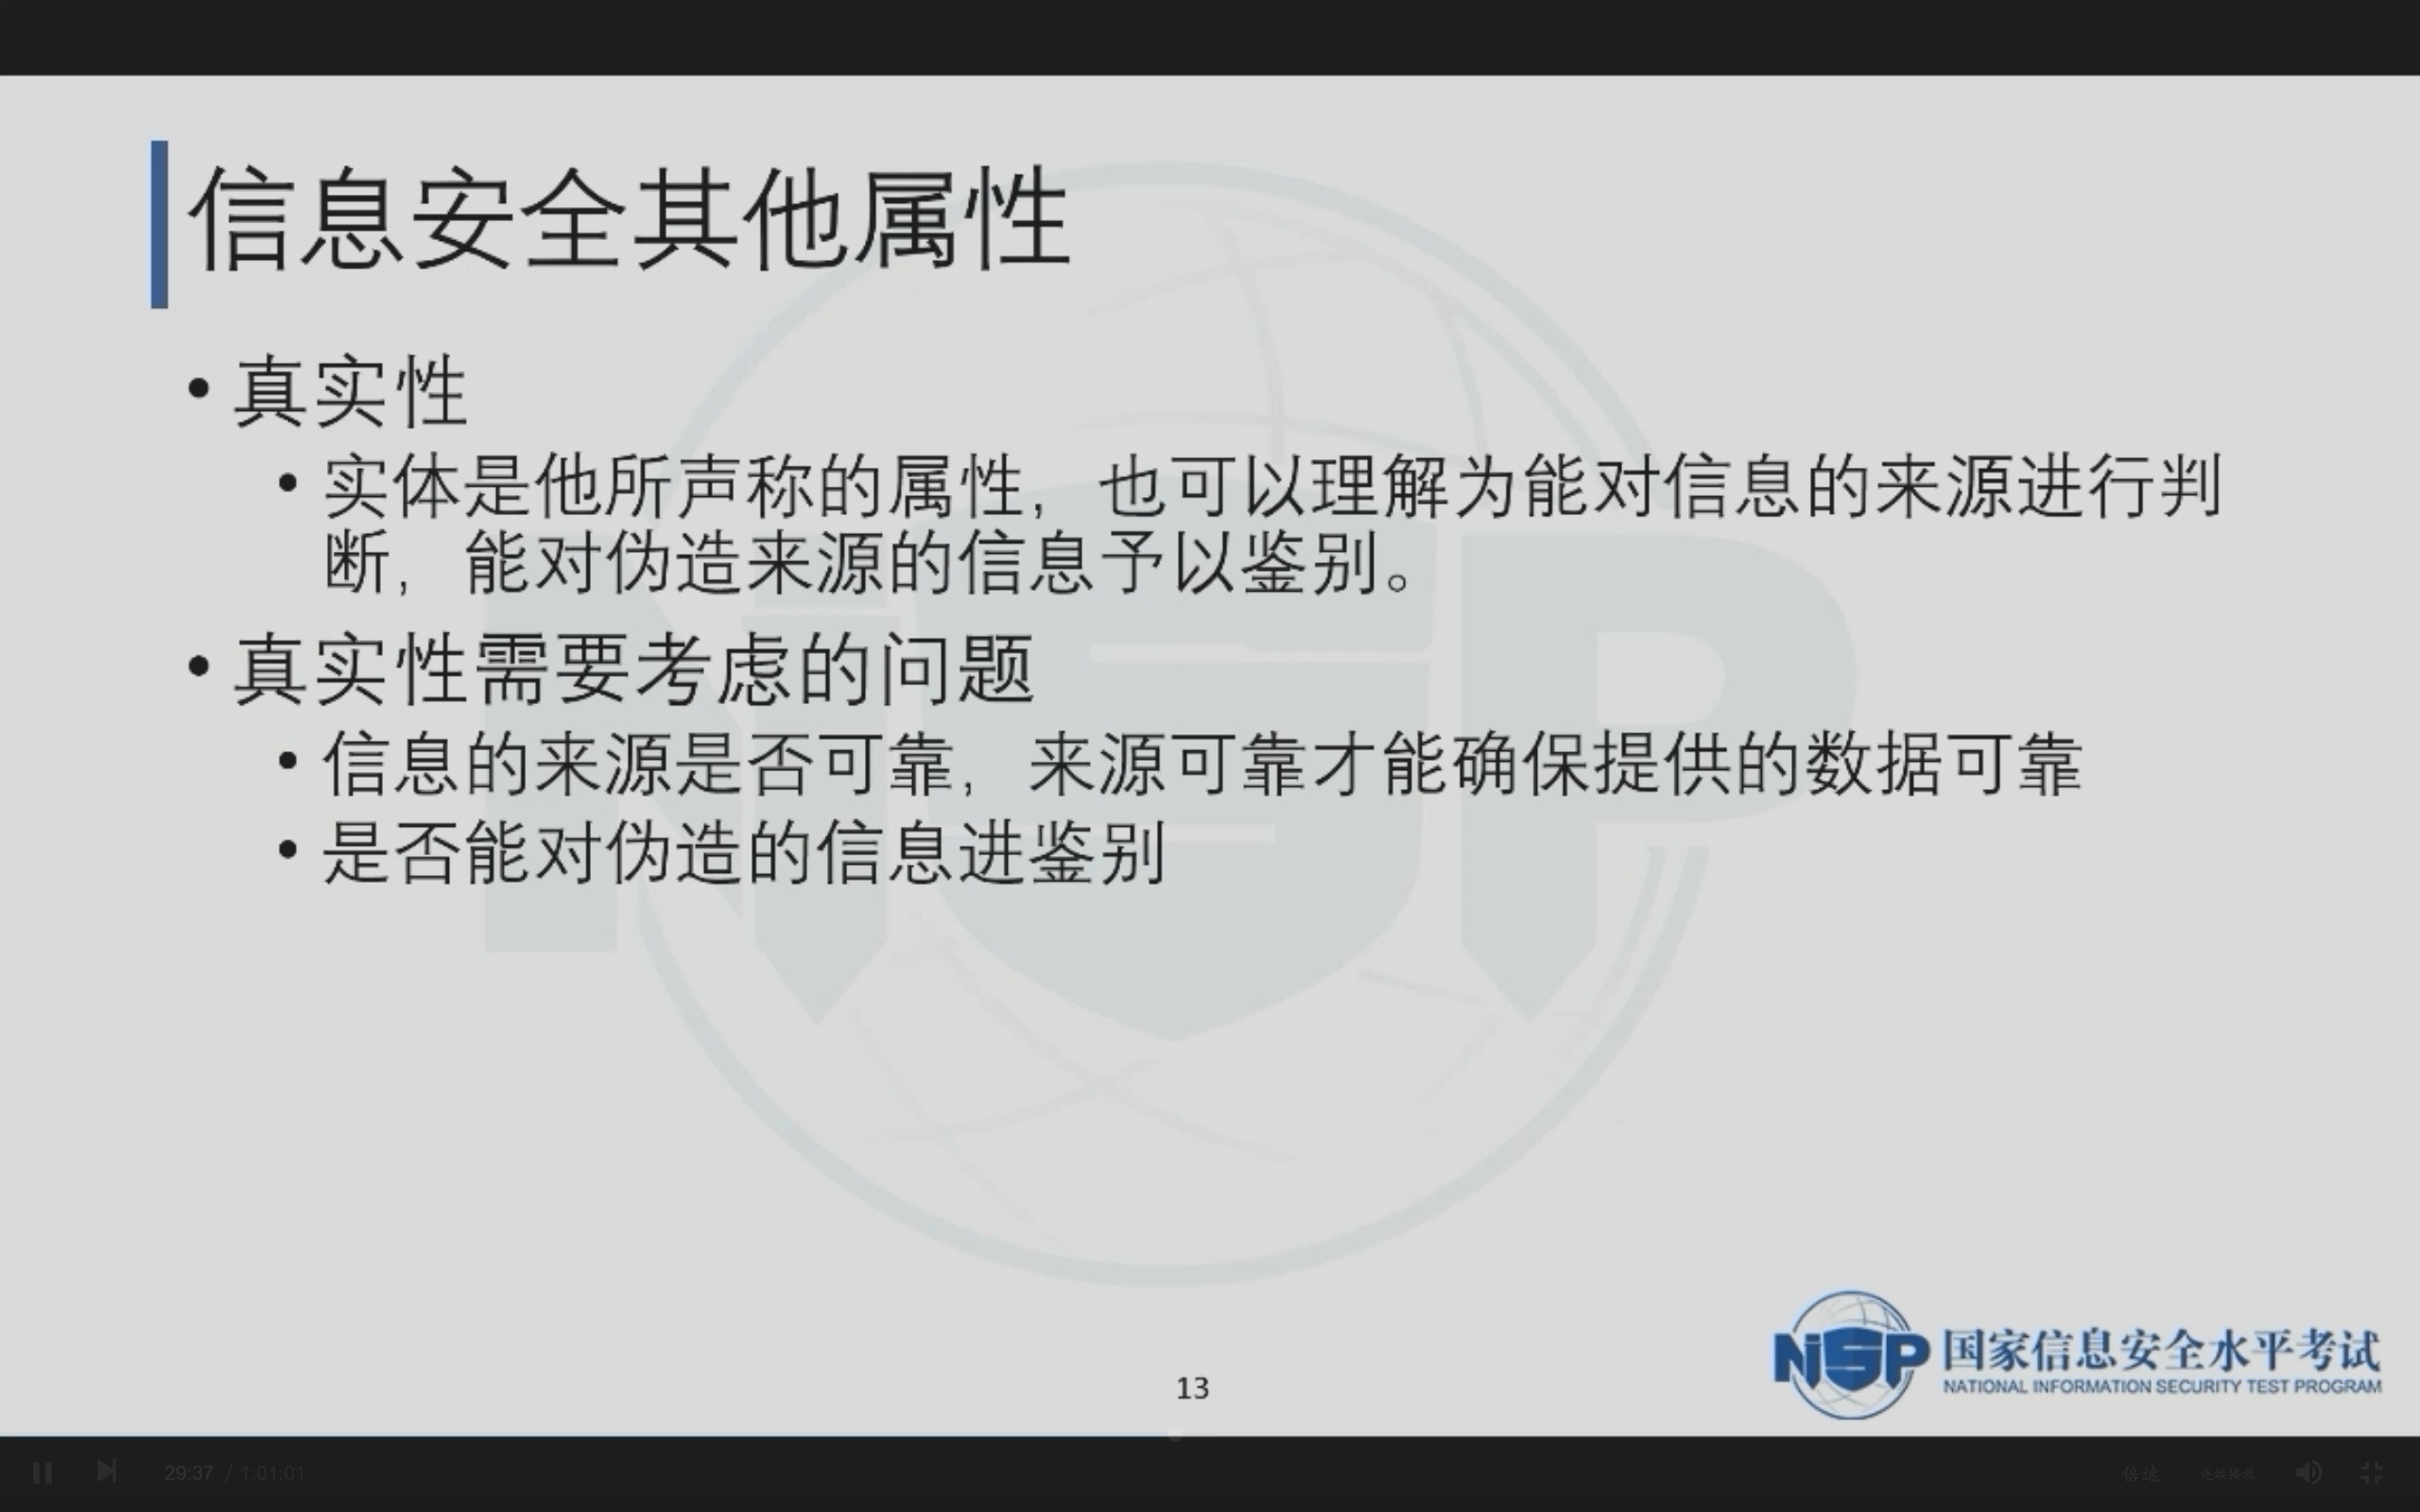 信息安全其他属性
• 真实性
• 实体是他所声称的属性，也可以理解为能对信息的来源进行判
断，能对伪造来源的信息予以鉴别。
• 真实性需要考虑的问题
• 信息的来源是否可靠，来源可靠才能确保提供的数据可靠
• 是否能对伪造的信息进鉴别
NISP
国家信息安全水平考试
NATIONAL INFORMATION SECURITY TEST PROGRAM
13
29:37 / 1:01:01
倍速 连续播放